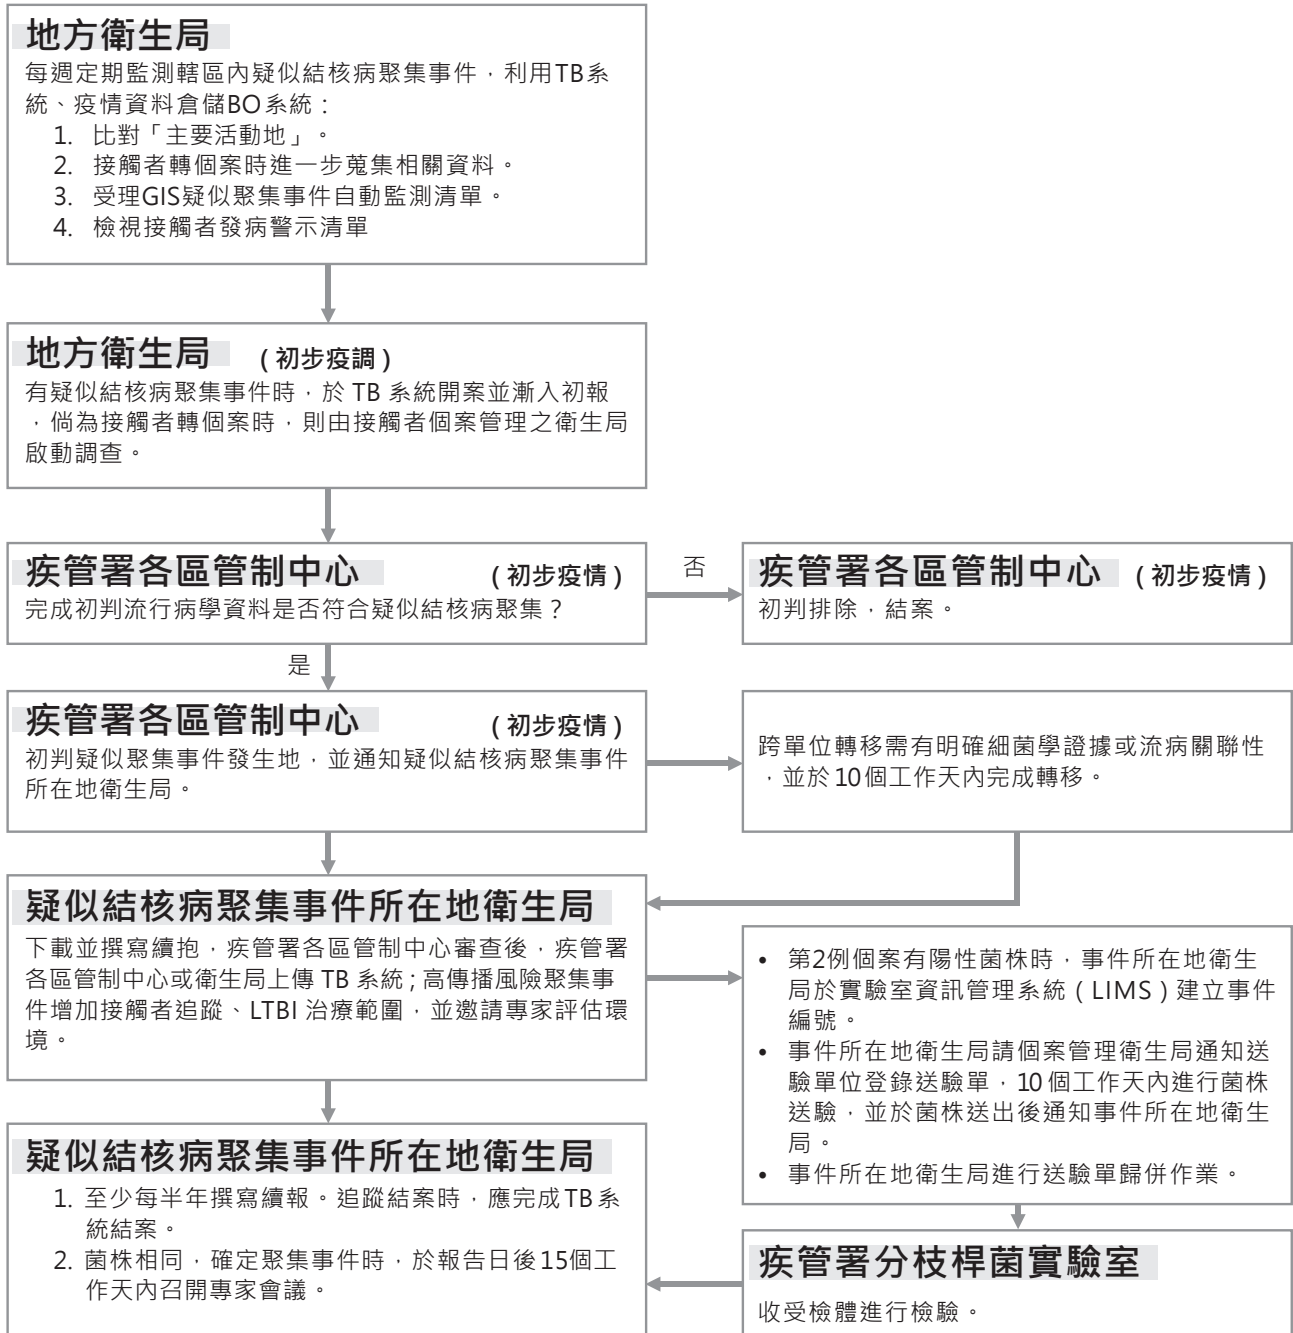 地方衛生局
每週定期監測轄區內疑似結核病聚集事件，利用TB系
統、疫情資料倉儲BO系統：
1. 比對「主要活動地」。
2. 接觸者轉個案時進一步蒐集相關資料。
3. 受理GIS疑似聚集事件自動監測清單。
4. 檢視接觸者發病警示清單
地方衛生局 (初步疫調)
有疑似結核病聚集事件時，於 TB 系統開案並漸入初報
，倘為接觸者轉個案時，則由接觸者個案管理之衛生局
啟動調查。
疾管署各區管制中心 (初步疫情)
完成初判流行病學資料是否符合疑似結核病聚集？
否
疾管署各區管制中心 (初步疫情)
初判排除，結案。
是
疾管署各區管制中心 (初步疫情)
初判疑似聚集事件發生地，並通知疑似結核病聚集事件
所在地衛生局。
跨單位轉移需有明確細菌學證據或流病關聯性
，並於10個工作天內完成轉移。
疑似結核病聚集事件所在地衛生局
下載並撰寫續抱，疾管署各區管制中心審查後，疾管署
各區管制中心或衛生局上傳 TB 系統；高傳播風險聚集事
件增加接觸者追蹤、LTBI 治療範圍，並邀請專家評估環
境。
• 第2例個案有陽性菌株時，事件所在地衛生
局於實驗室資訊管理系統（LIMS）建立事件
編號。
• 事件所在地衛生局請個案管理衛生局通知送
驗單位登錄送驗單，10個工作天內進行菌株
送驗，並於菌株送出後通知事件所在地衛生
局。
• 事件所在地衛生局進行送驗單歸併作業。
疑似結核病聚集事件所在地衛生局
1. 至少每半年撰寫續報。追蹤結案時，應完成TB系
統結案。
2. 菌株相同，確定聚集事件時，於報告日後15個工
作天內召開專家會議。
疾管署分枝桿菌實驗室
收受檢體進行檢驗。